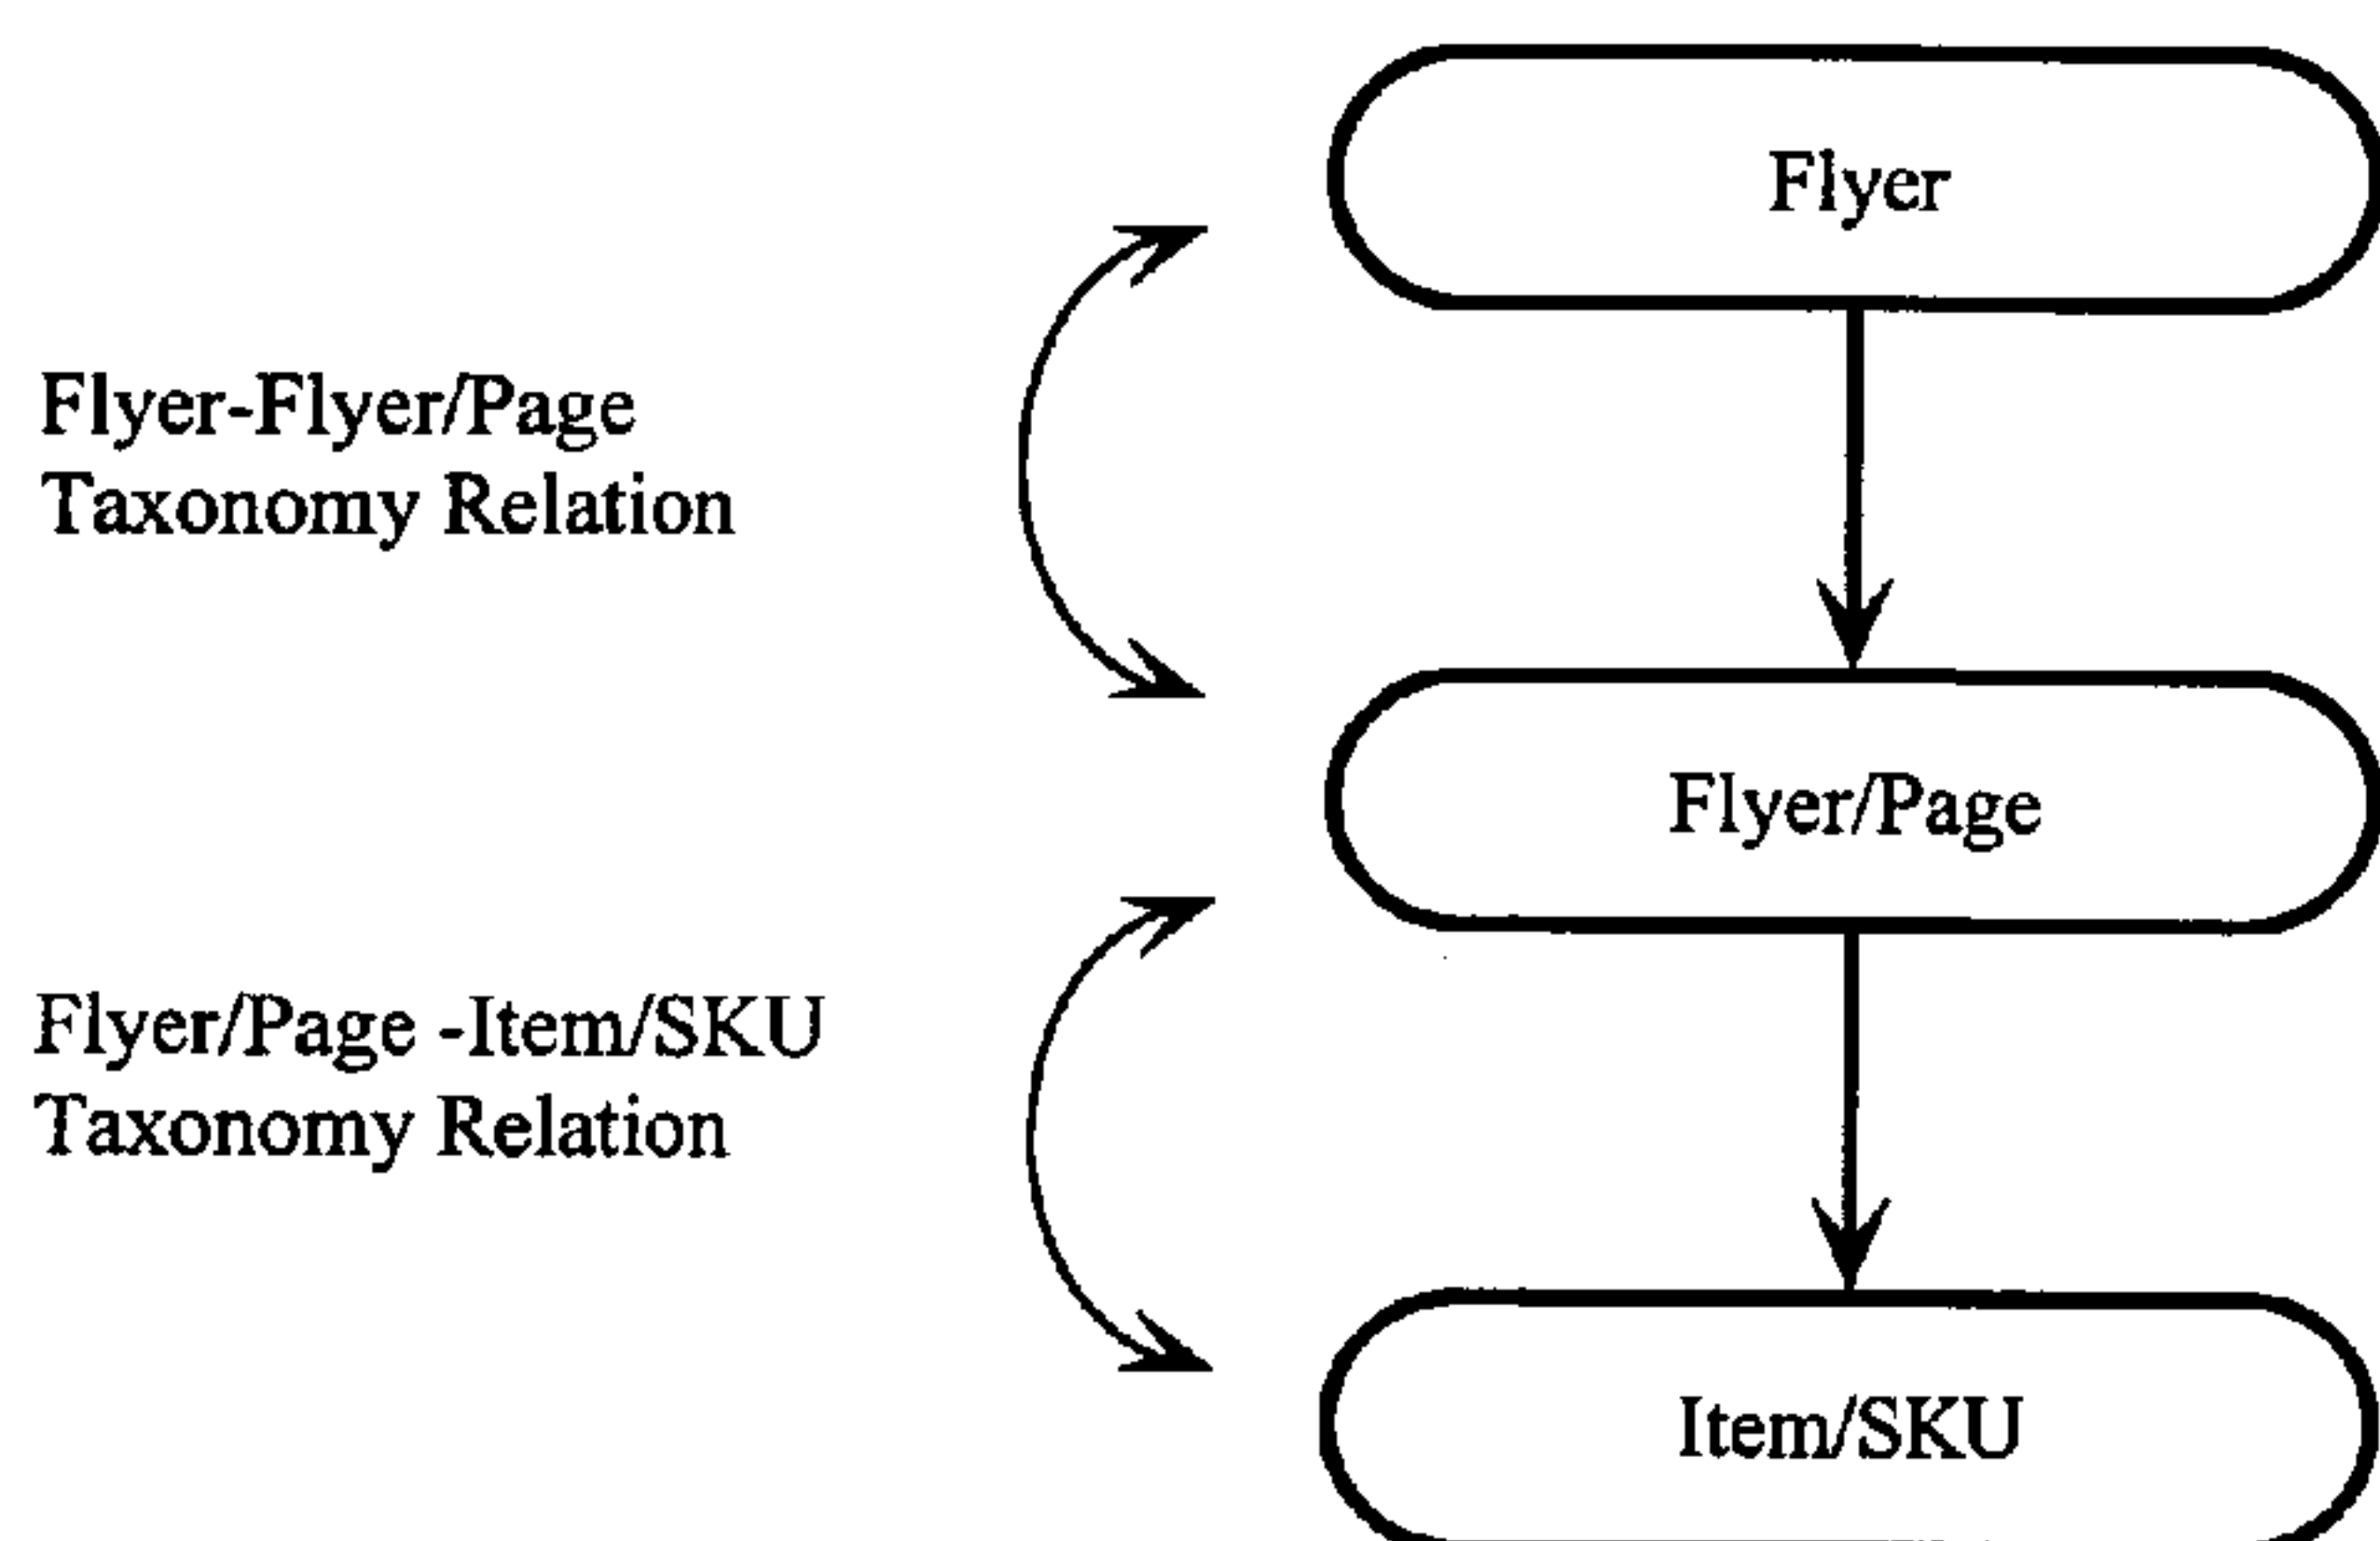 Flyer
Flyer-Flyer/Page
Taxonomy Relation
Flyer/Page
Flyer/Page -Item/SKU
Taxonomy Relation
Item/SKU